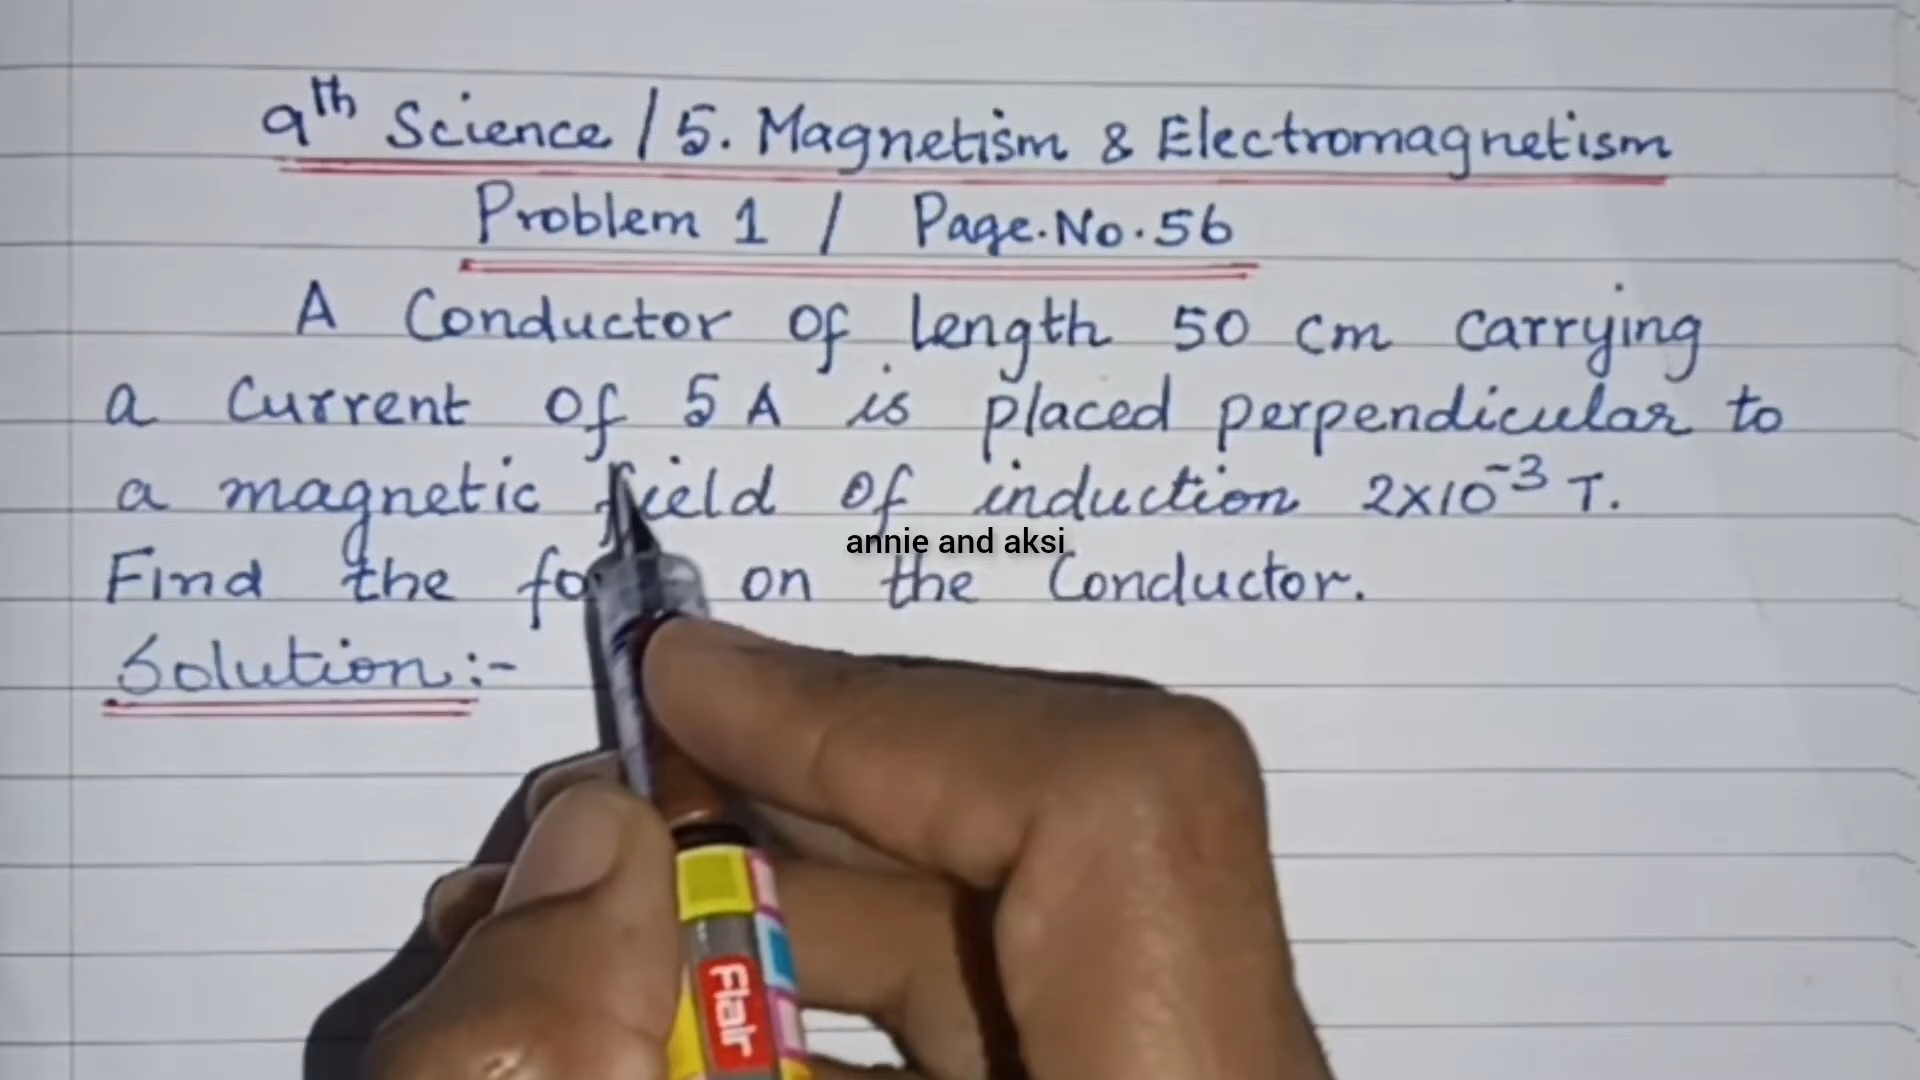 9th Science / 5. Magnetism & Electromagnetism
Problem 1 / Page.No.56
A Conductor of length 50 cm carrying
a current of 5 A is placed perpendicular to
a magnetic field of induction 2x10⁻³ T.
annie and aksi
Find the on the Conductor.
Solution:-
Flair